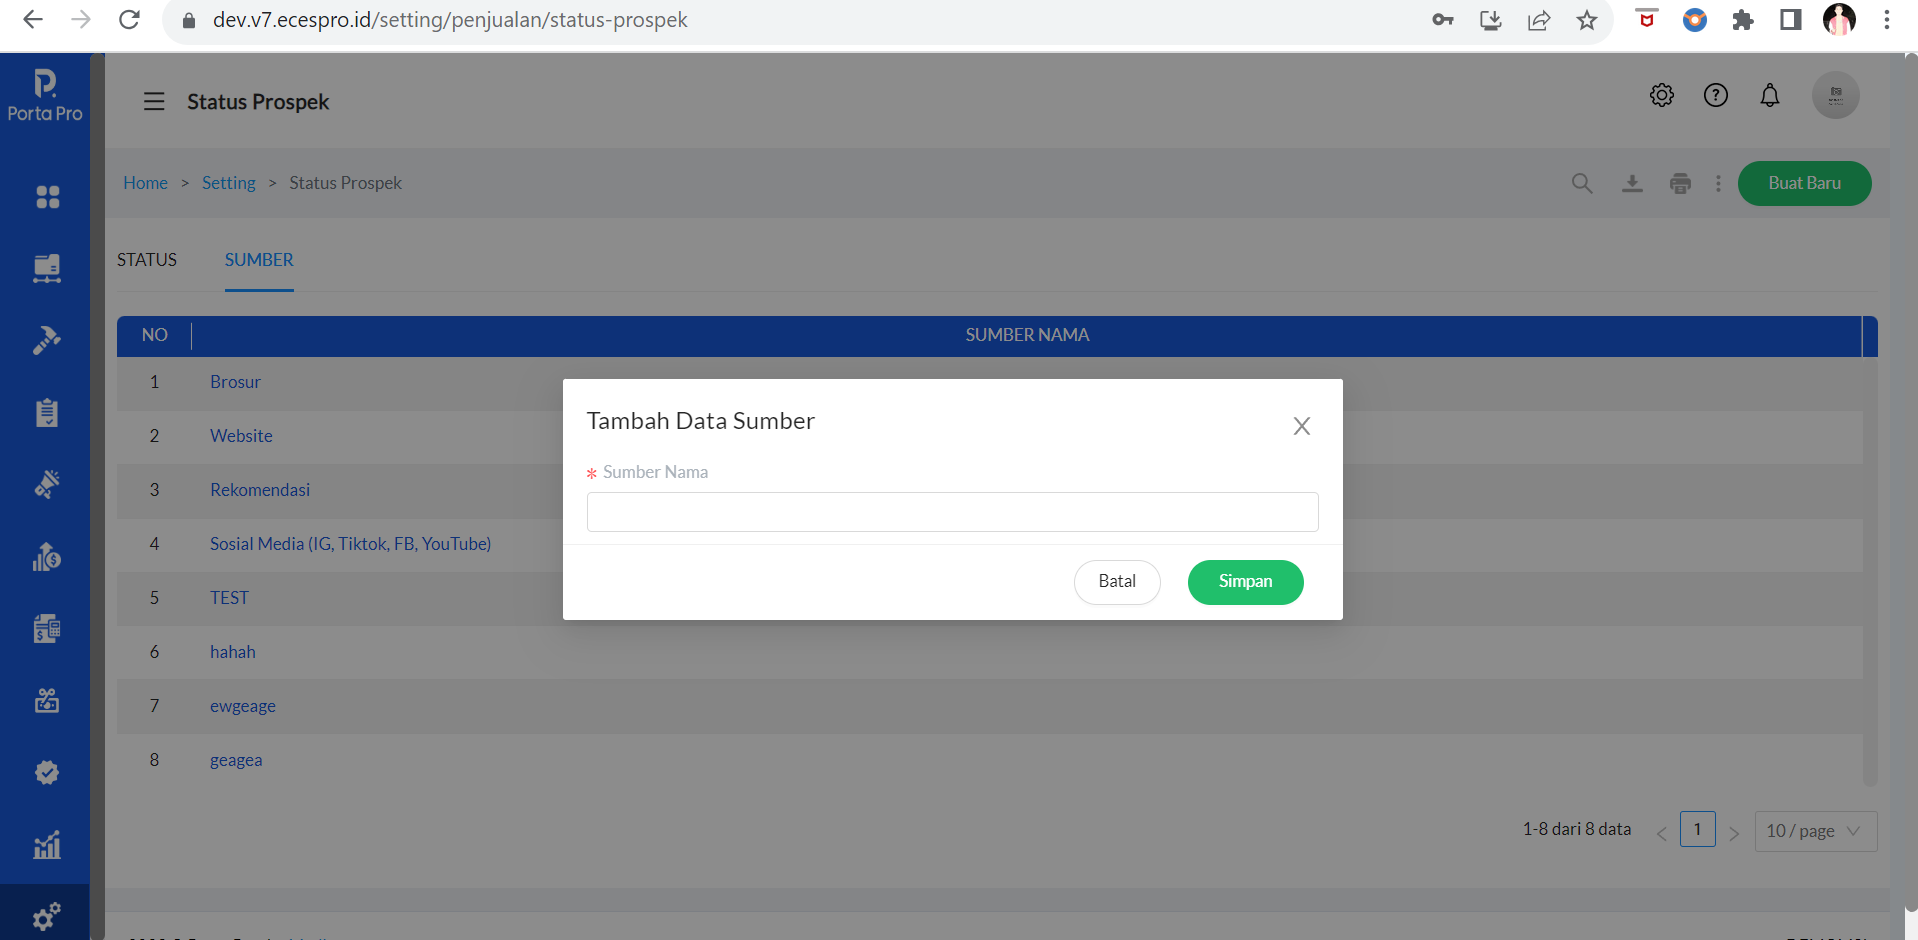 dev.v7.ecespro.id/setting/penjualan/status-prospek
Porta Pro
Status Prospek
Home > Setting > Status Prospek
Buat Baru
STATUS SUMBER
NO SUMBER NAMA
1 Brosur
2 Website
3 Rekomendasi
4 Sosial Media (IG, Tiktok, FB, YouTube)
5 TEST
6 hahah
7 ewgeage
8 geagea
Tambah Data Sumber
* Sumber Nama
Batal Simpan
1-8 dari 8 data < 1 > 10 / page